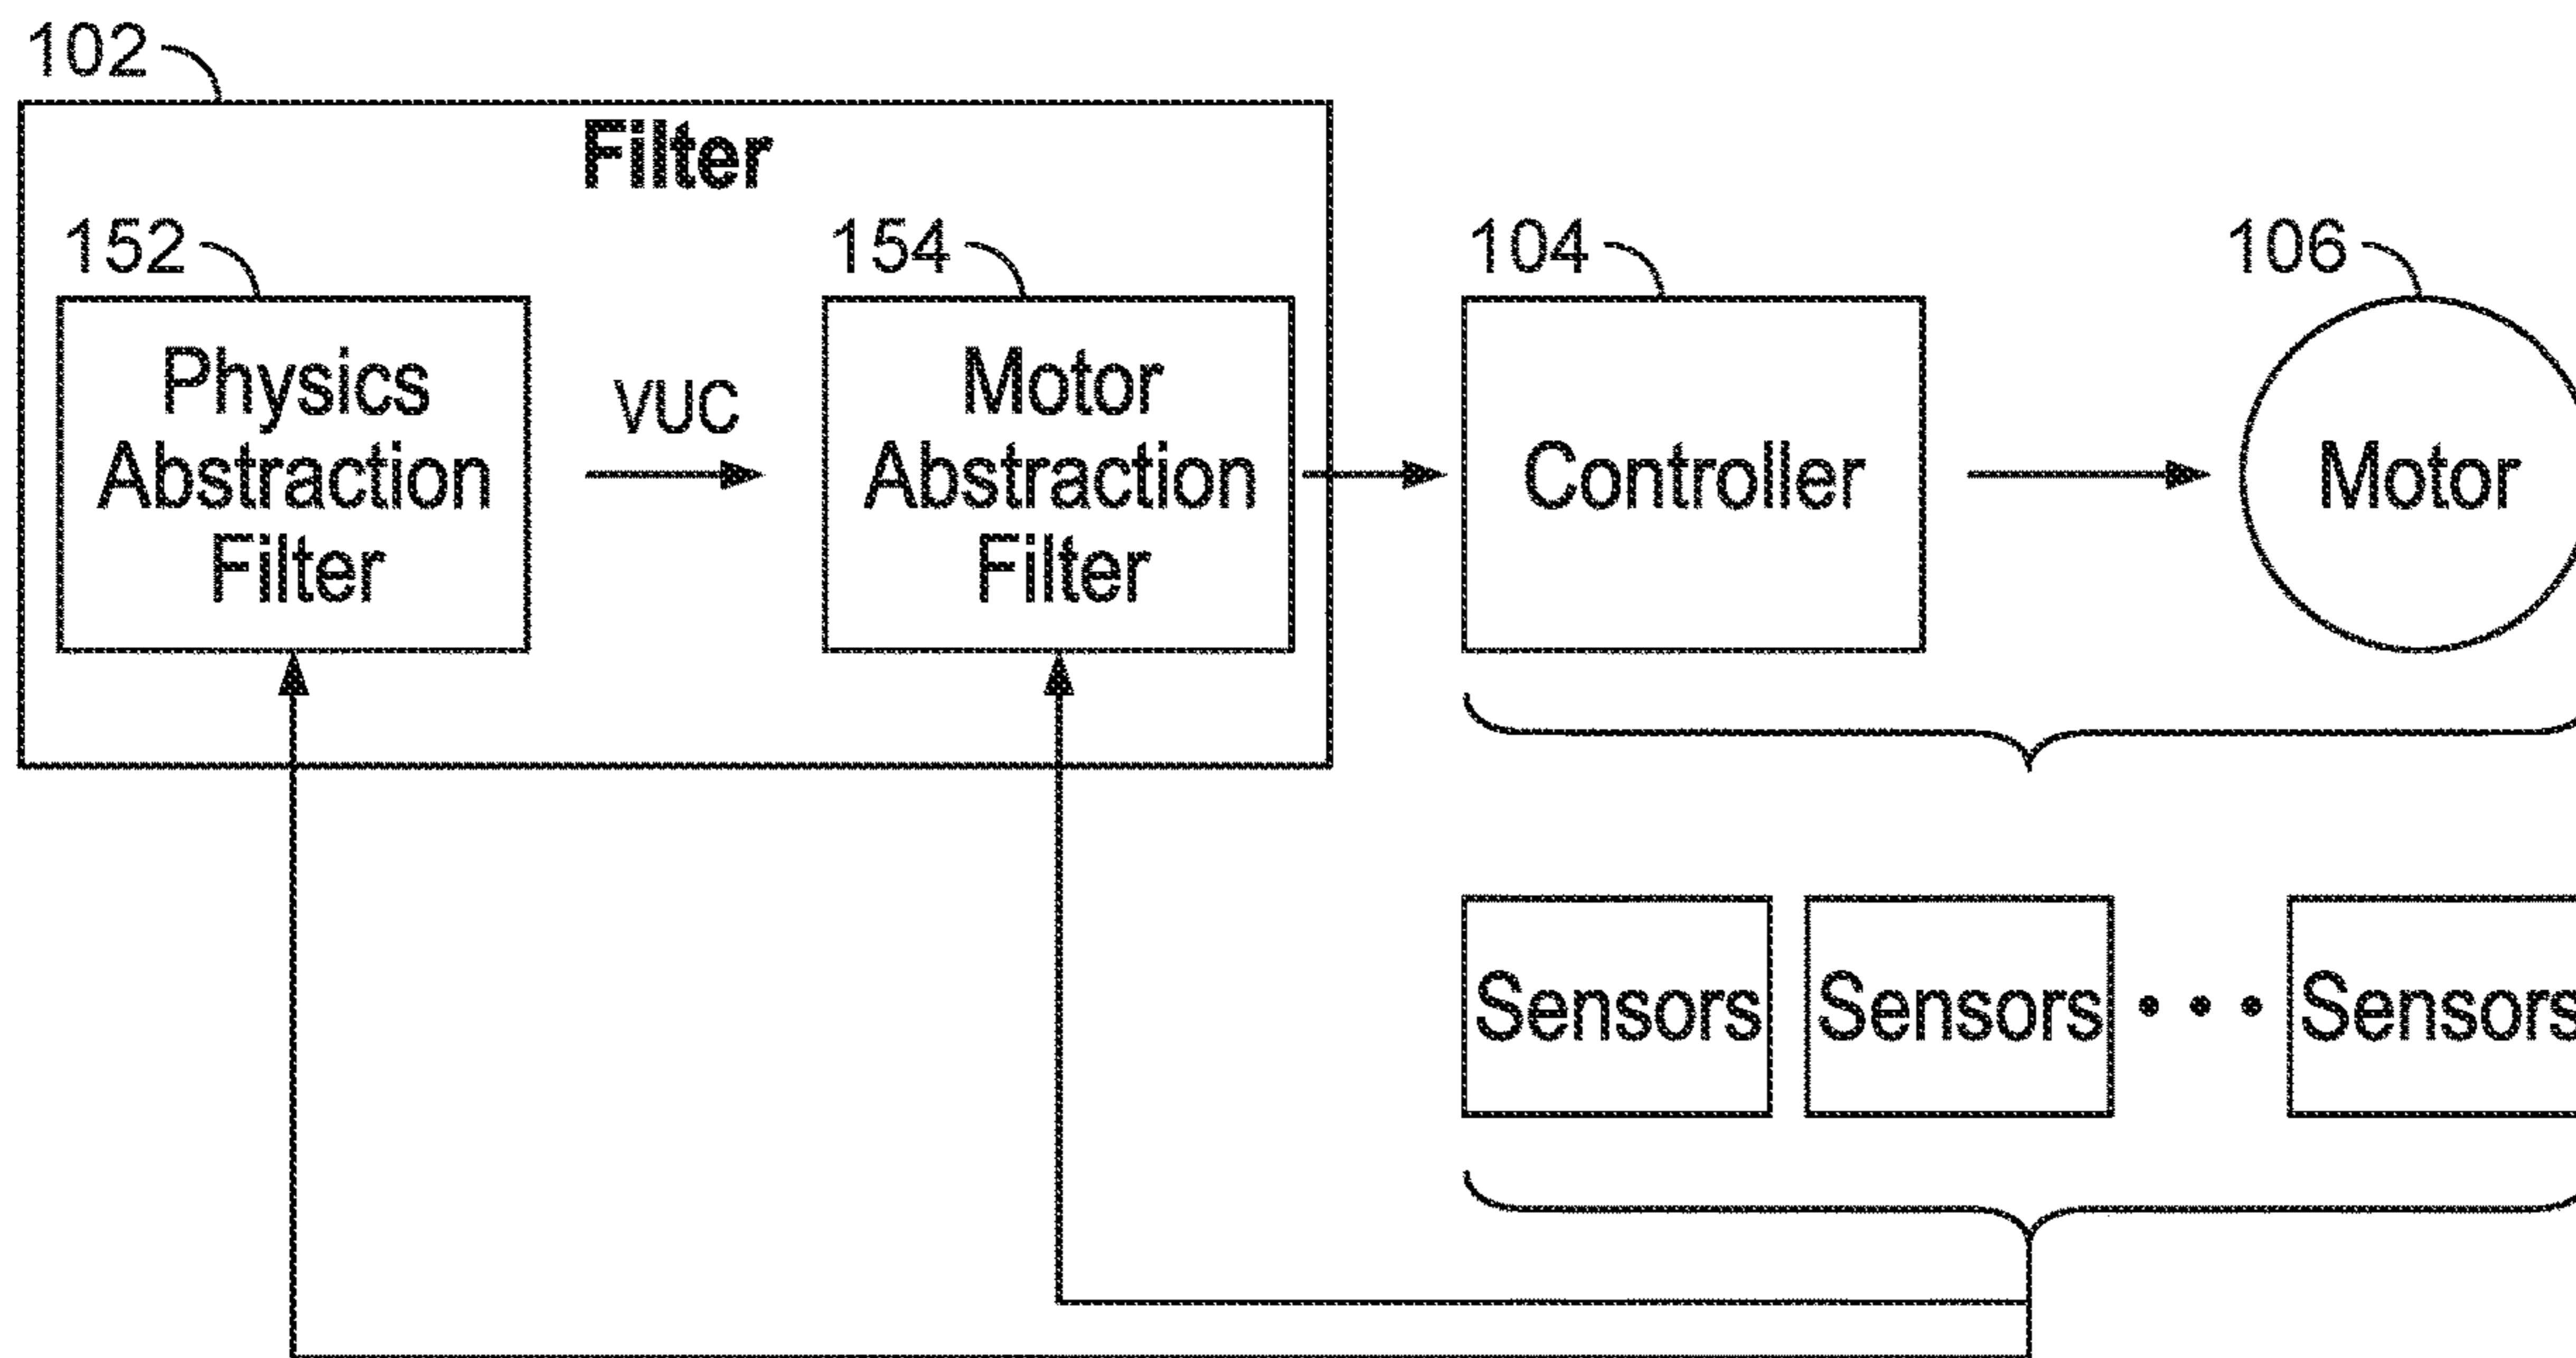 102
Filter
152
154
104
106
Physics
Abstraction
Filter
VUC
Motor
Abstraction
Filter
Controller
Motor
Sensors
Sensors
Sensors